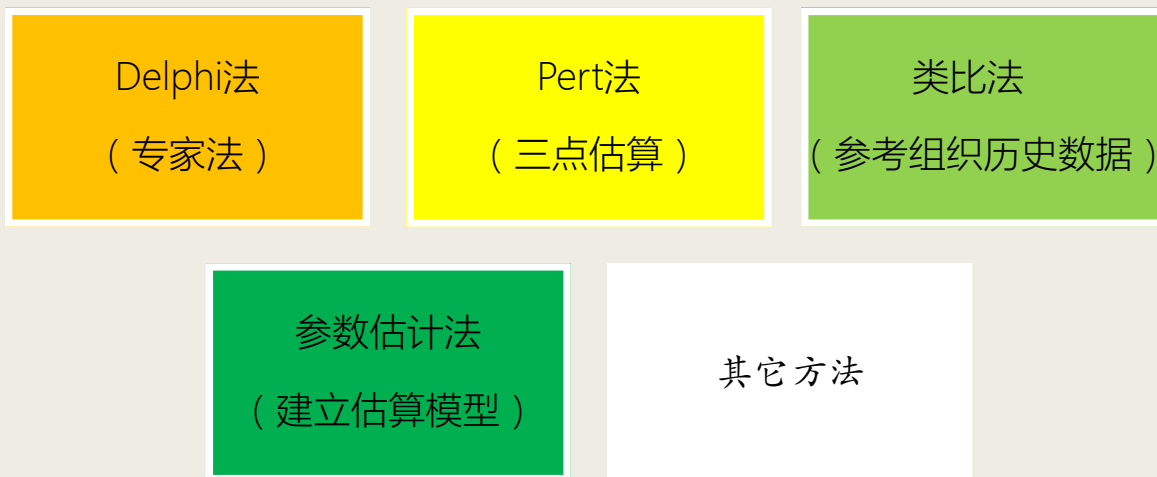 Delphi法
（专家法）
Pert法
（三点估算）
类比法
（参考组织历史数据）
参数估计法
（建立估算模型）
其它方法